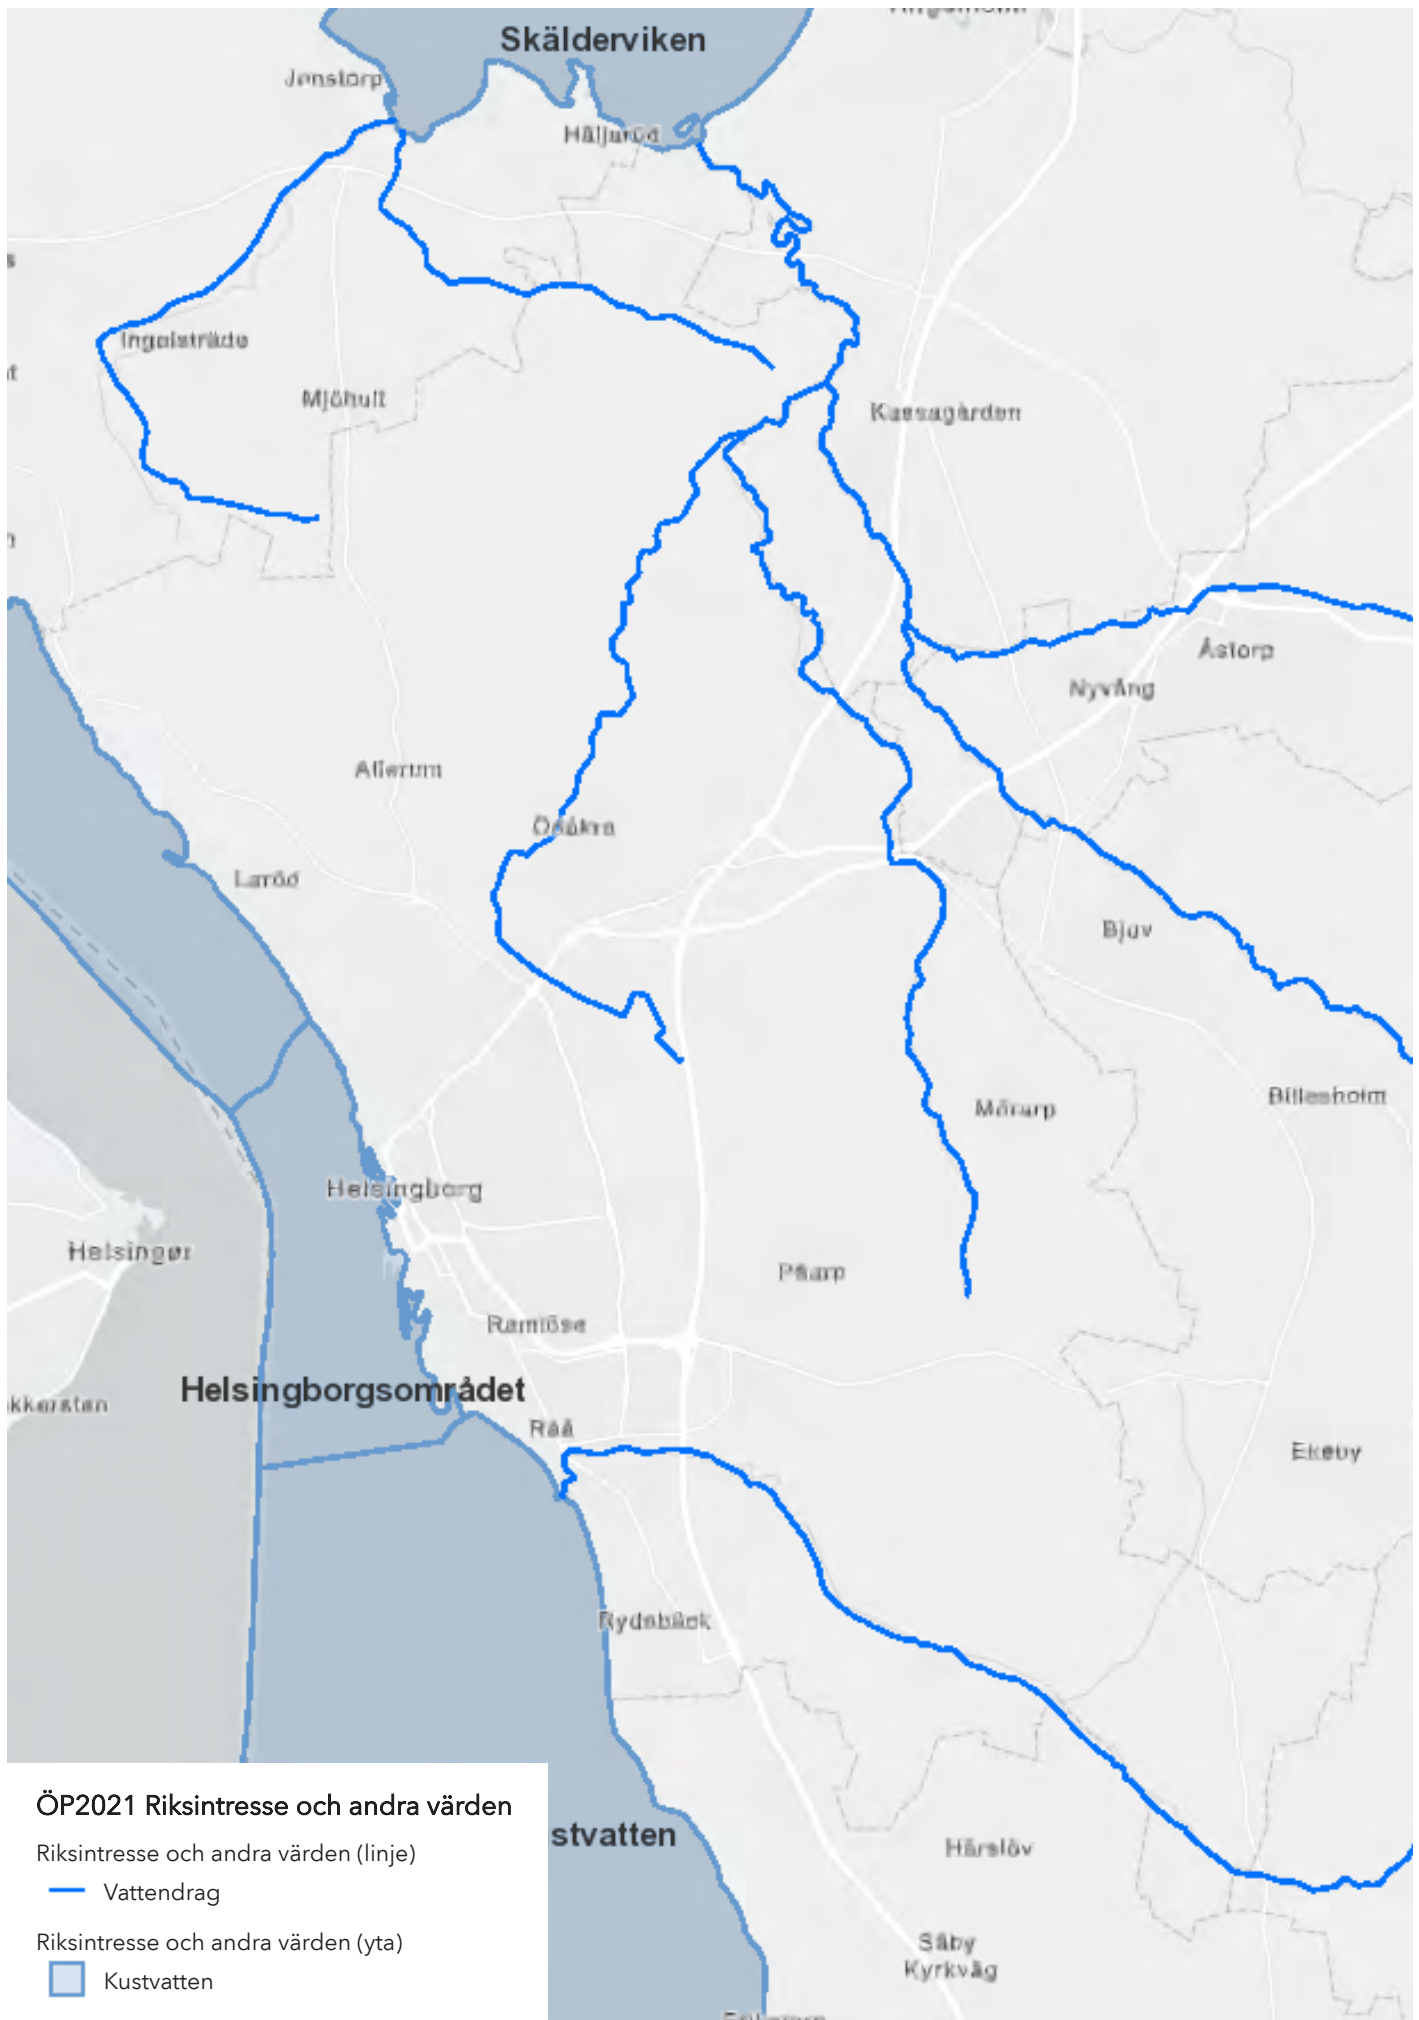 Skälderviken
Jonstorp
Häljaröd
Ingelsträde
Mjöhult
Kassagården
Åstorp
Nyvång
Allerum
Ödåkra
Laröd
Bjuv
Billesholm
Mörarp
Helsingborg
Helsingør
Påarp
Ramlösa
Helsingborgsområdet
Råå
Ekeby
Rydebäck
stvatten
Härslöv
Säby
Kyrkväg
ÖP2021 Riksintresse och andra värden
Riksintresse och andra värden (linje)
Vattendrag
Riksintresse och andra värden (yta)
Kustvatten